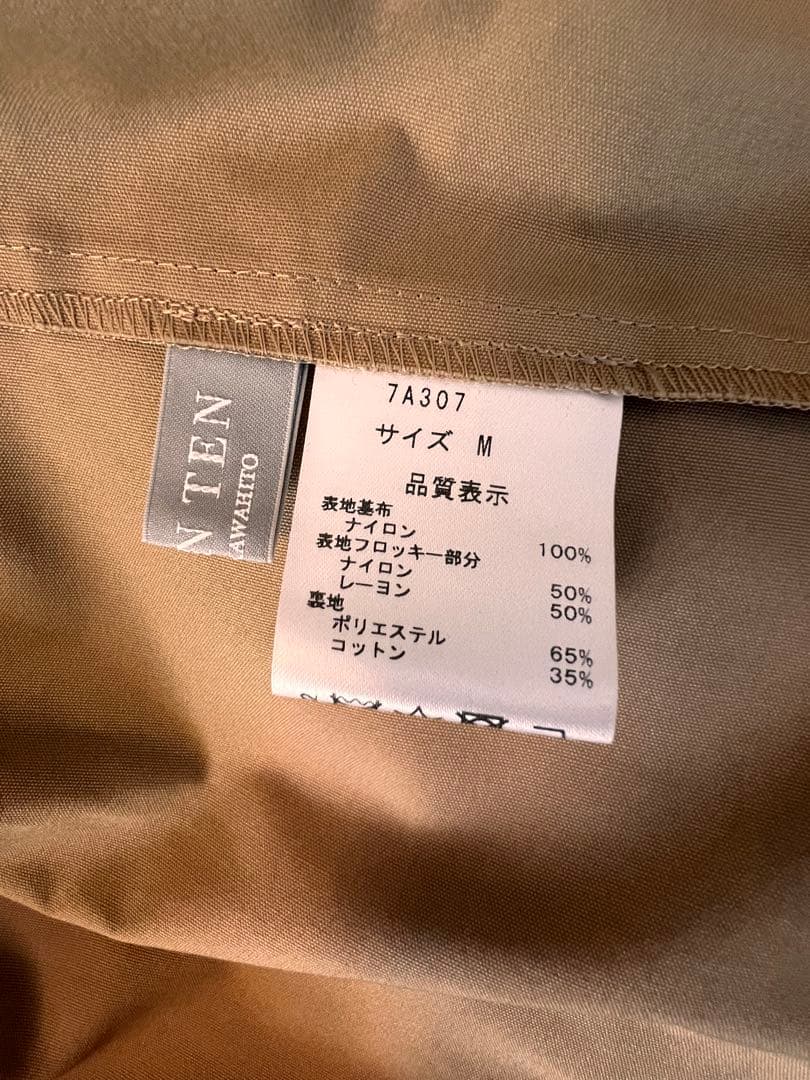 N TEN
AWAHITO
7A307
サイズ M
品質表示
表地基布
ナイロン 100%
表地フロッキー部分
ナイロン 50%
レーヨン 50%
裏地
ポリエステル 65%
コットン 35%